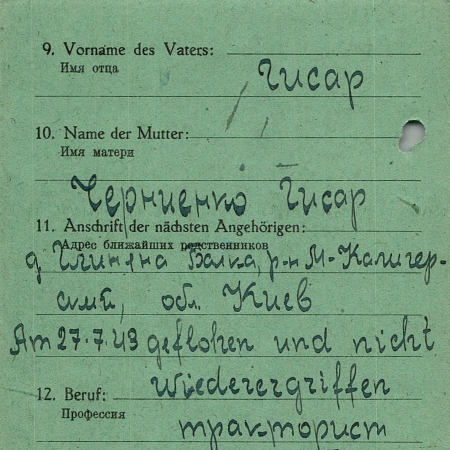 9. Vorname des Vaters:
Имя отца
Гисар
10. Name der Mutter:
Имя матери
Черниенко Гисар
11. Anschrift der nächsten Angehörigen:
Адрес ближайших родственников
д. Глиняна Балка, р-н М-Калигер-
ский, обл. Киев
Am 27.7.43 geflohen und nicht
wiederergriffen
12. Beruf:
Профессия
тракторист